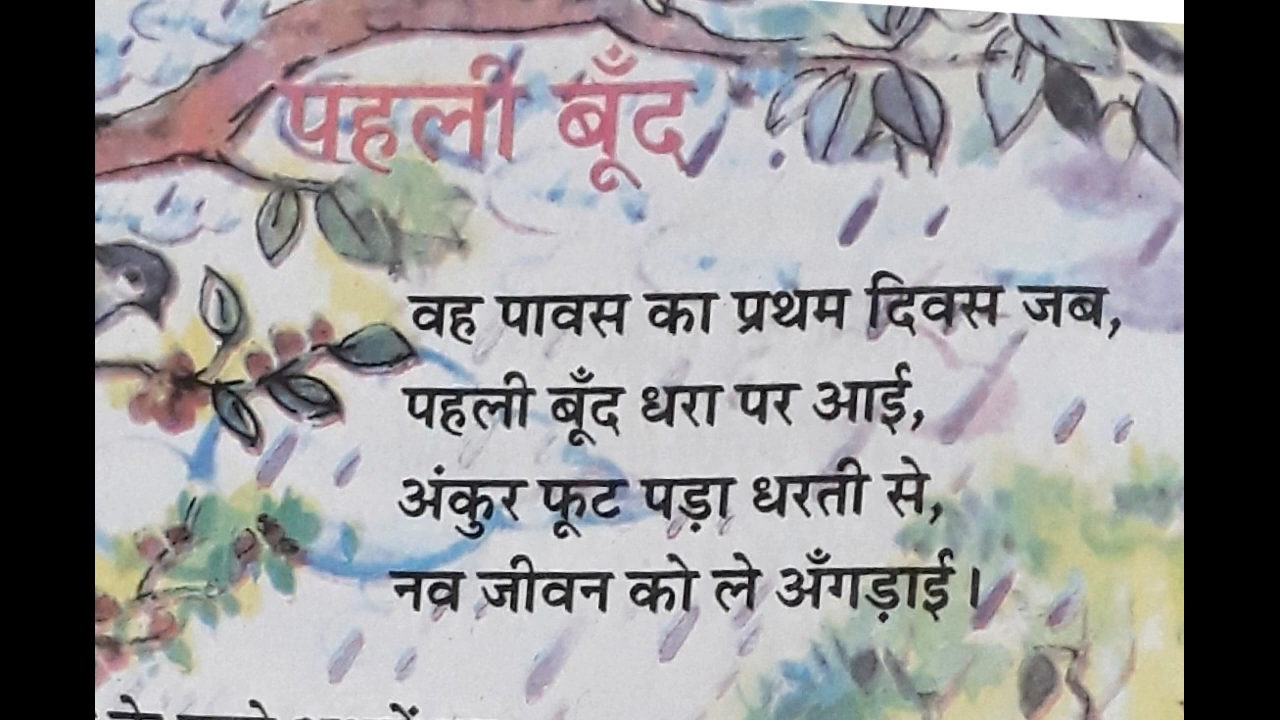 पहली बूँद
वह पावस का प्रथम दिवस जब,
पहली बूँद धरा पर आई,
अंकुर फूट पड़ा धरती से,
नव जीवन को ले अँगड़ाई।